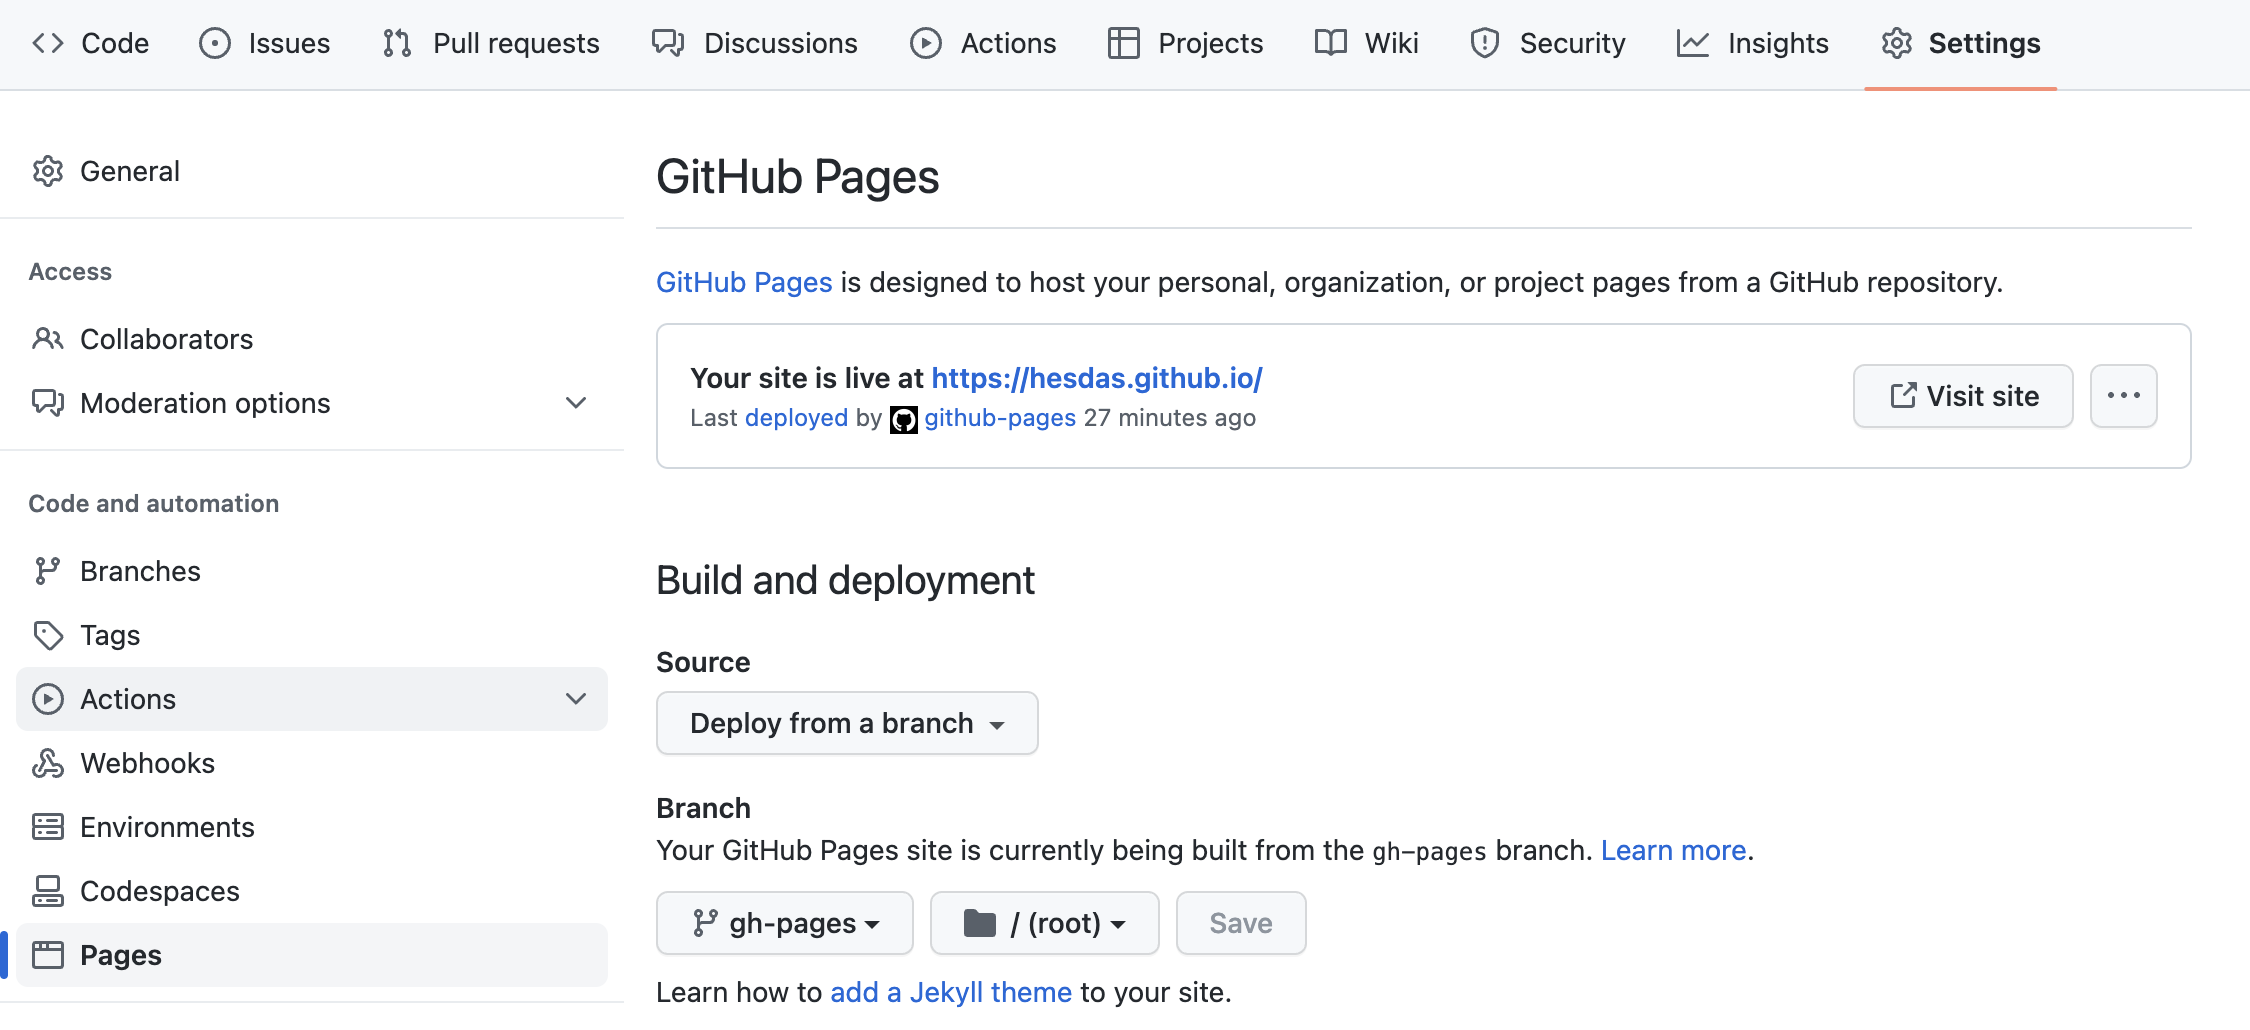 Code Issues Pull requests Discussions Actions Projects Wiki Security Insights Settings
General
Access
Collaborators
Moderation options
Code and automation
Branches
Tags
Actions
Webhooks
Environments
Codespaces
Pages
GitHub Pages
GitHub Pages is designed to host your personal, organization, or project pages from a GitHub repository.
Your site is live at https://hesdas.github.io/
Last deployed by github-pages 27 minutes ago
Visit site
Build and deployment
Source
Deploy from a branch
Branch
Your GitHub Pages site is currently being built from the gh-pages branch. Learn more.
gh-pages / (root) Save
Learn how to add a Jekyll theme to your site.